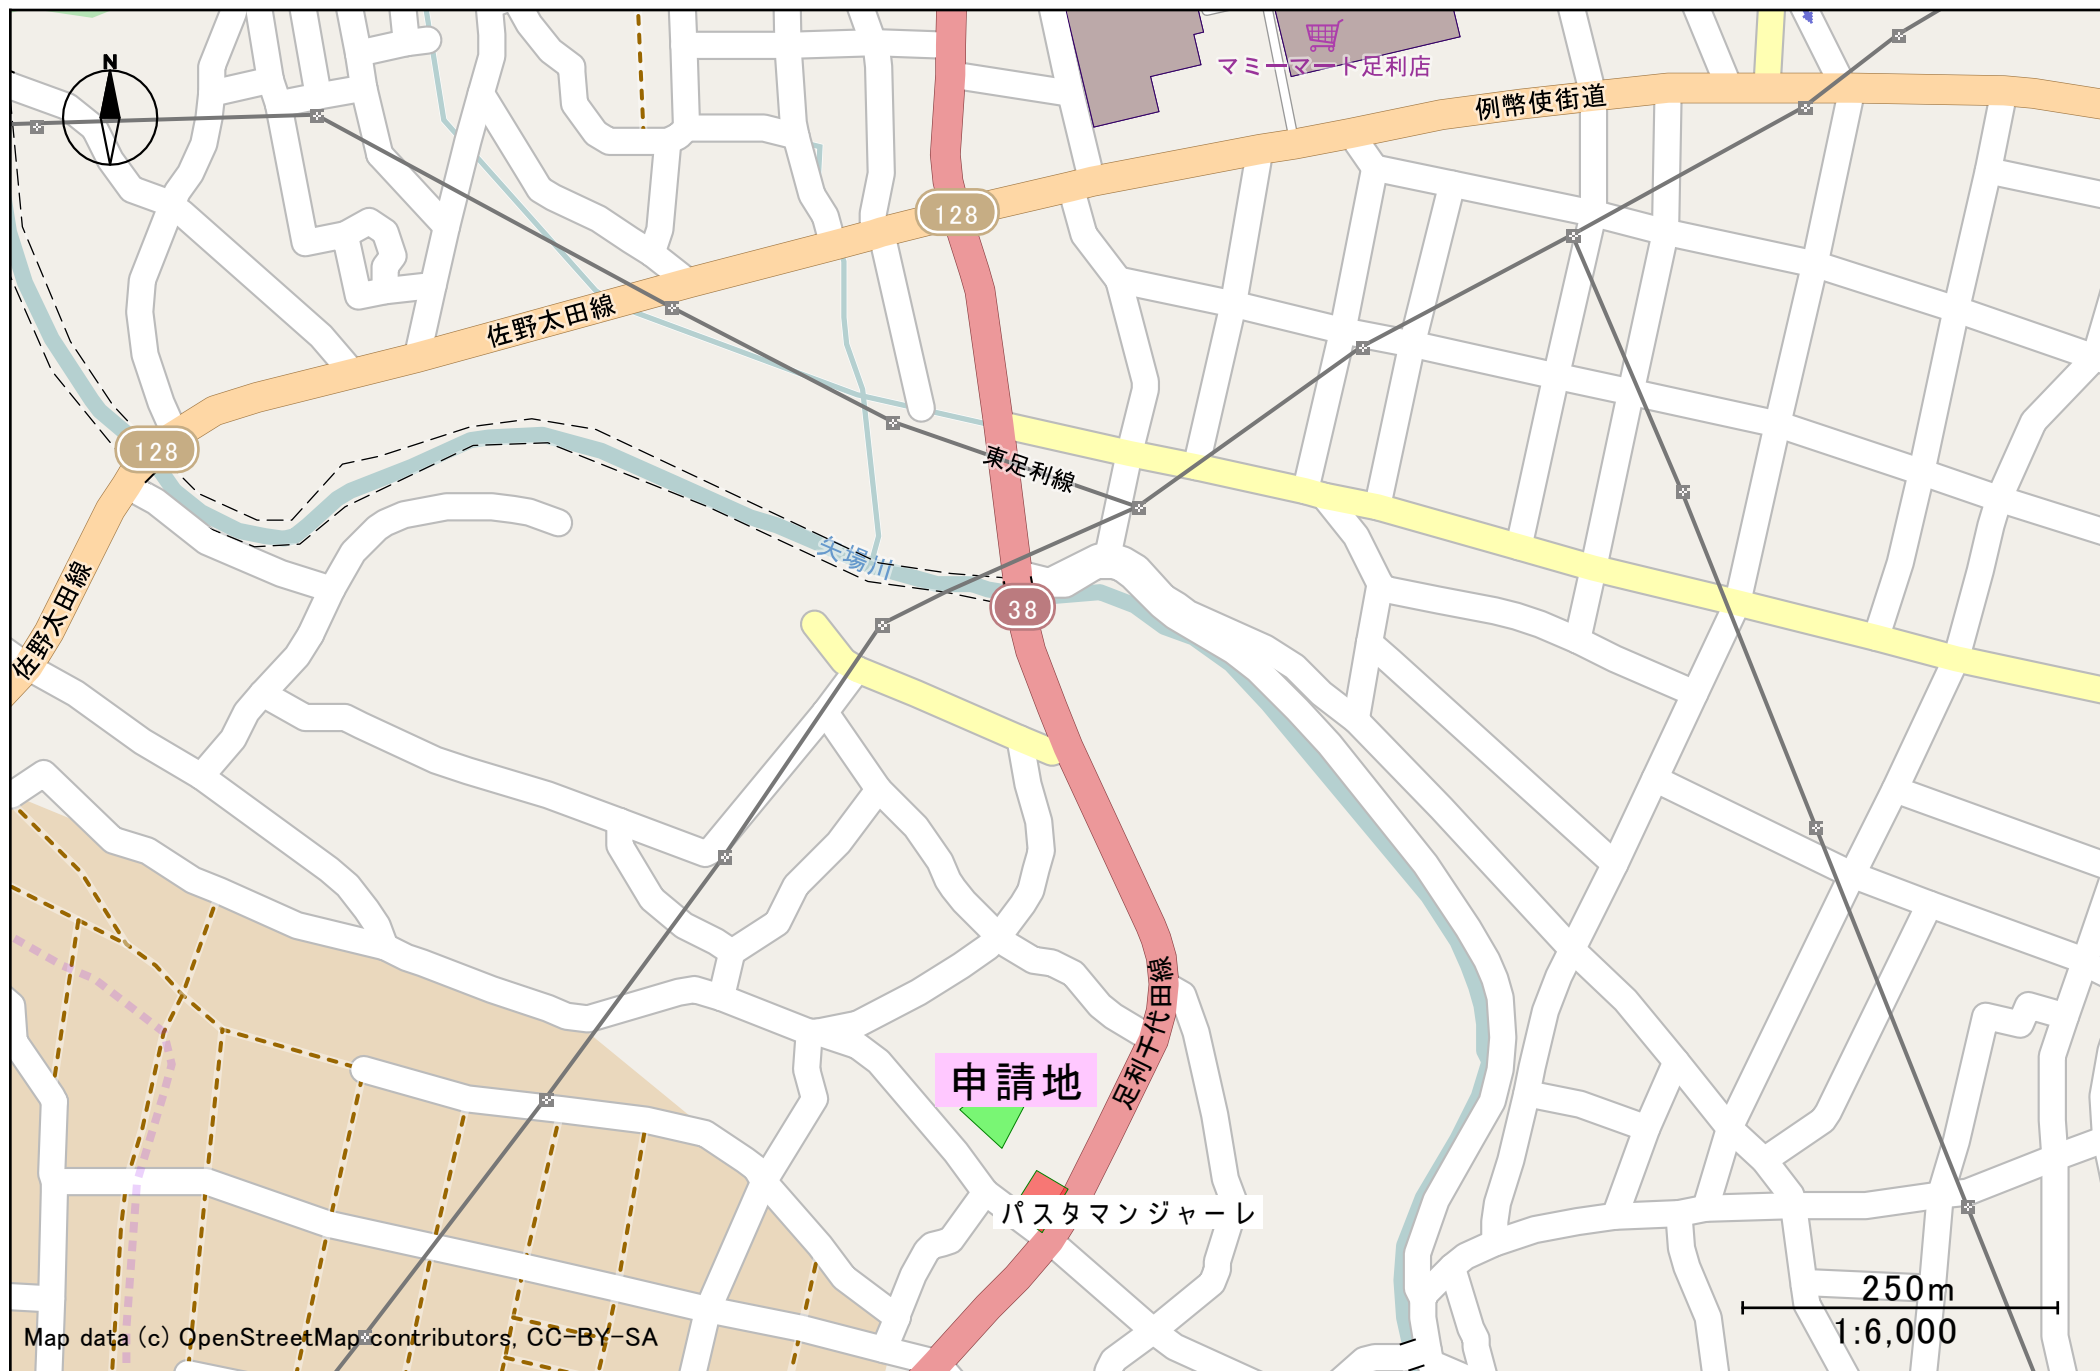 N
マミーマート足利店
例幣使街道
128
佐野太田線
128
東足利線
矢場川
佐野太田線
38
足利千代田線
申請地
パスタマンジャーレ
250m
1:6,000
Map data (c) OpenStreetMap contributors, CC-BY-SA